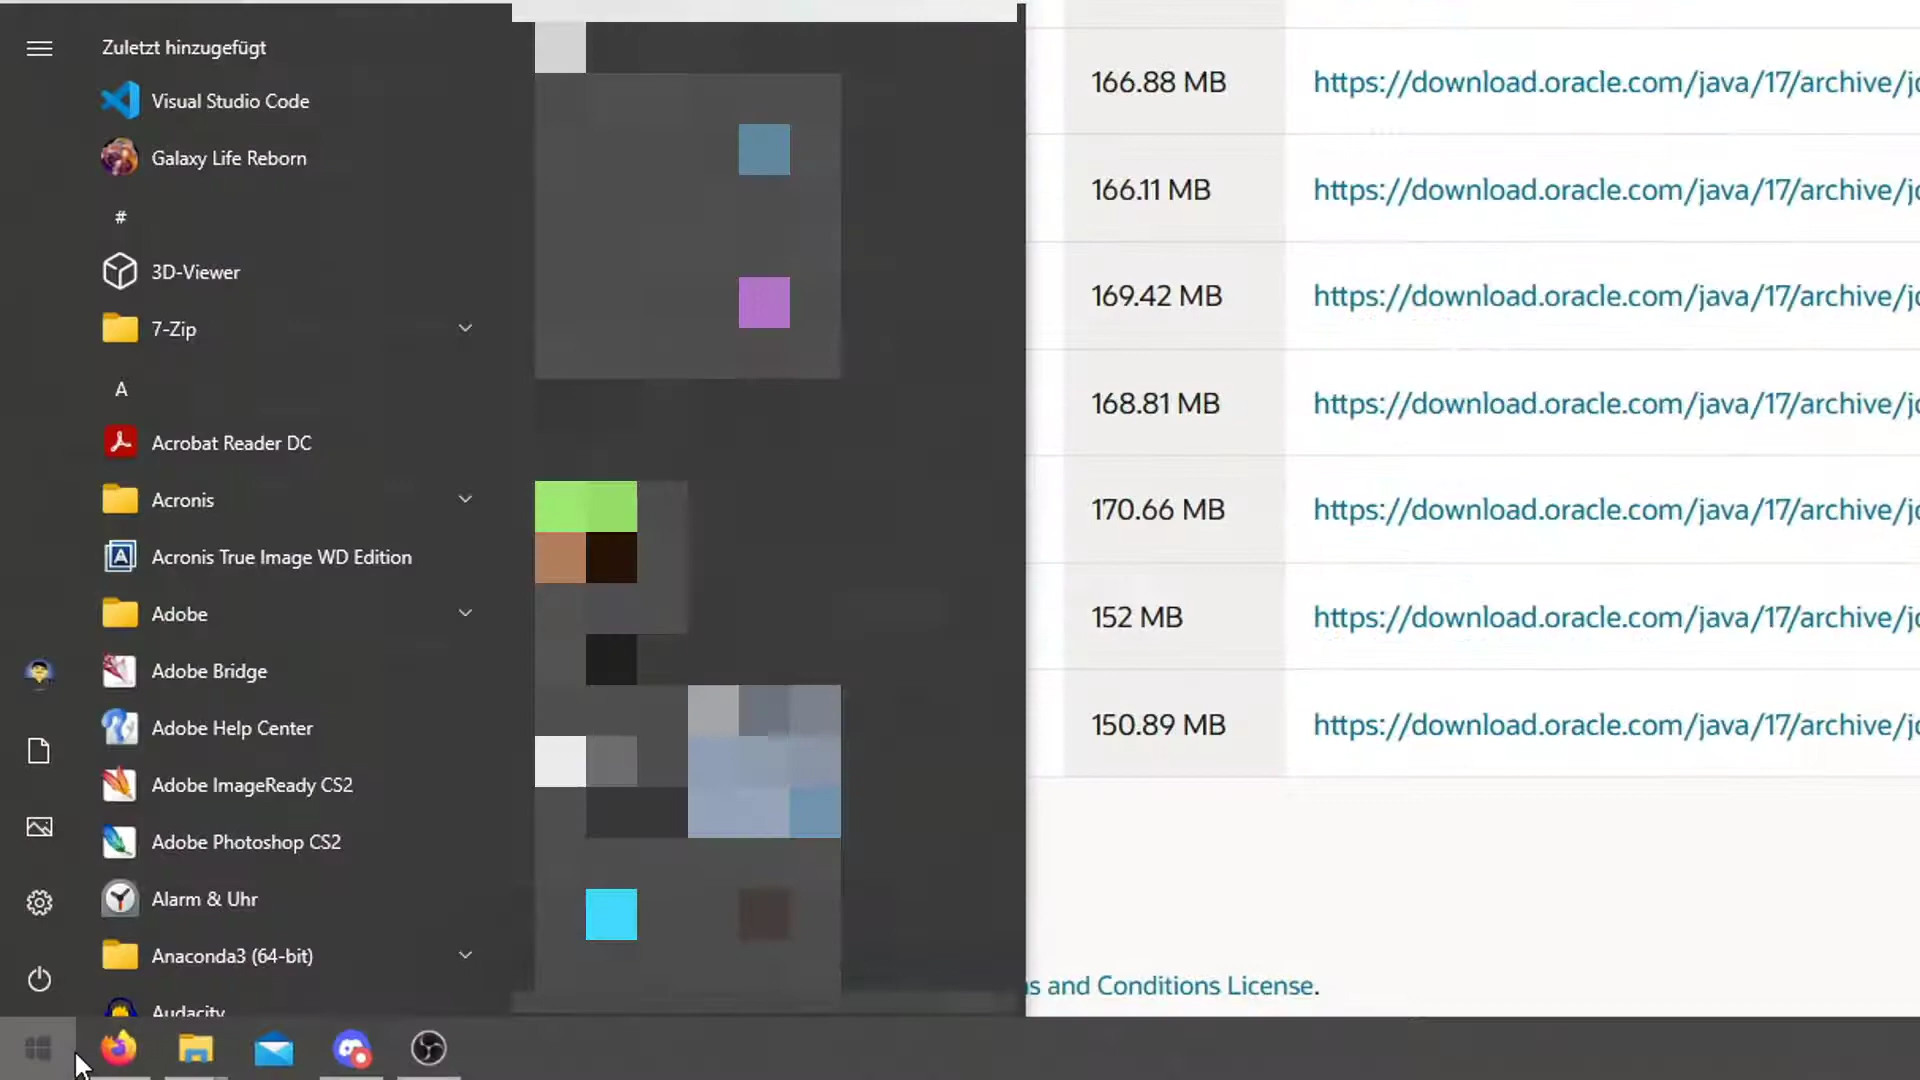 Zuletzt hinzugefügt
Visual Studio Code
Galaxy Life Reborn
#
3D-Viewer
7-Zip
A
Acrobat Reader DC
Acronis
Acronis True Image WD Edition
Adobe
Adobe Bridge
Adobe Help Center
Adobe ImageReady CS2
Adobe Photoshop CS2
Alarm & Uhr
Anaconda3 (64-bit)
Audacity
166.88 MB https://download.oracle.com/java/17/archive/
166.11 MB https://download.oracle.com/java/17/archive/
169.42 MB https://download.oracle.com/java/17/archive/
168.81 MB https://download.oracle.com/java/17/archive/
170.66 MB https://download.oracle.com/java/17/archive/
152 MB https://download.oracle.com/java/17/archive/
150.89 MB https://download.oracle.com/java/17/archive/
and Conditions License.